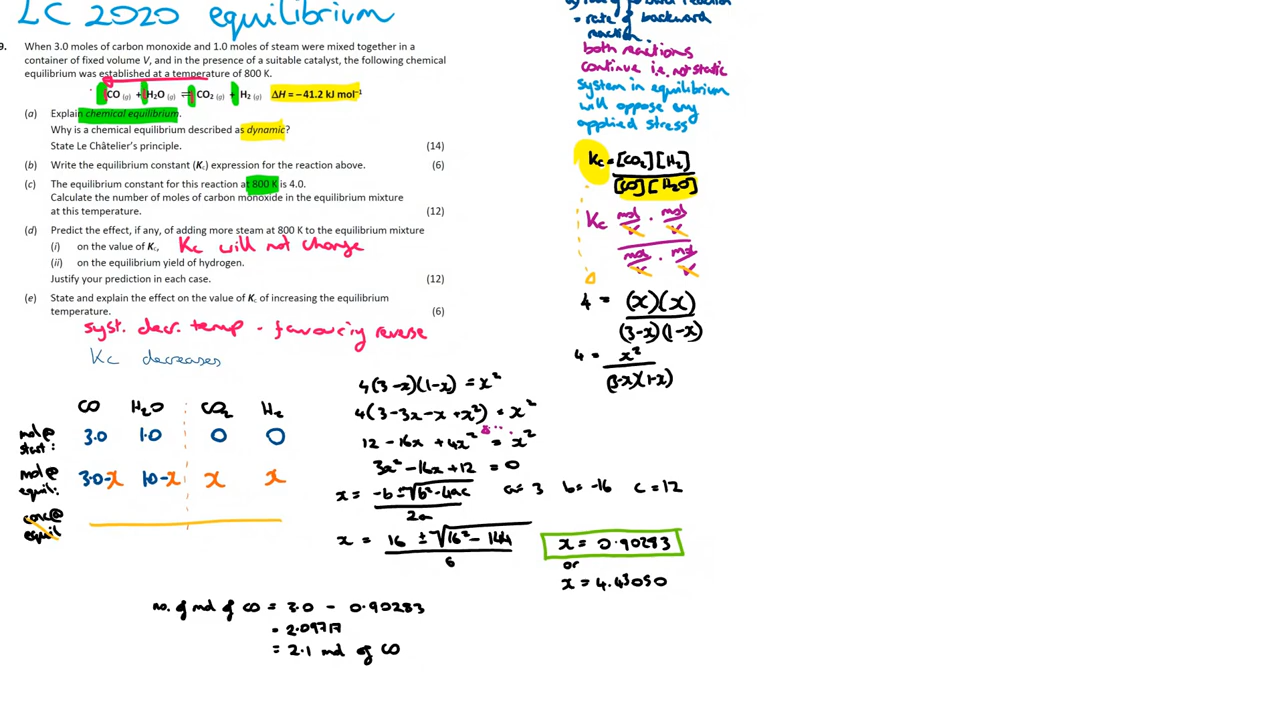 LC 2020 equilibrium
9. When 3.0 moles of carbon monoxide and 1.0 moles of steam were mixed together in a
container of fixed volume V, and in the presence of a suitable catalyst, the following chemical
equilibrium was established at a temperature of 800 K.
CO (g) + H₂O (g) ⇌ CO₂ (g) + H₂ (g) ΔH = – 41.2 kJ mol⁻¹
(a) Explain chemical equilibrium.
Why is a chemical equilibrium described as dynamic?
State Le Châtelier's principle. (14)
(b) Write the equilibrium constant (Kc) expression for the reaction above. (6)
(c) The equilibrium constant for this reaction at 800 K is 4.0.
Calculate the number of moles of carbon monoxide in the equilibrium mixture
at this temperature. (12)
(d) Predict the effect, if any, of adding more steam at 800 K to the equilibrium mixture
(i) on the value of Kc, Kc will not change
(ii) on the equilibrium yield of hydrogen.
Justify your prediction in each case. (12)
(e) State and explain the effect on the value of Kc of increasing the equilibrium
temperature. (6)
syst. decr. temp - favouring reverse
Kc decreases
CO H₂O CO₂ H₂
mol@ start: 3.0 1.0 0 0
mol@ equil: 3.0-x 1.0-x x x
conc@ equil
= rate of backward
reaction.
both reactions
continue i.e. not static
system in equilibrium
will oppose any
applied stress
Kc = [CO₂][H₂]
[CO][H₂O]
Kc mol/V . mol/V
mol/V . mol/V
4 = (x)(x)
(3-x)(1-x)
4 = x²
(3-x)(1-x)
4(3-x)(1-x) = x²
4(3-3x-x+x²) = x²
12 - 16x + 4x² = x²
3x² - 16x + 12 = 0
x = -b ± √b² - 4ac a = 3 b = -16 c = 12
2a
x = 16 ± √16² - 144
6
x = 0.90283
or
x = 4.43050
no. of mol of CO = 3.0 - 0.90283
= 2.09717
= 2.1 mol of CO